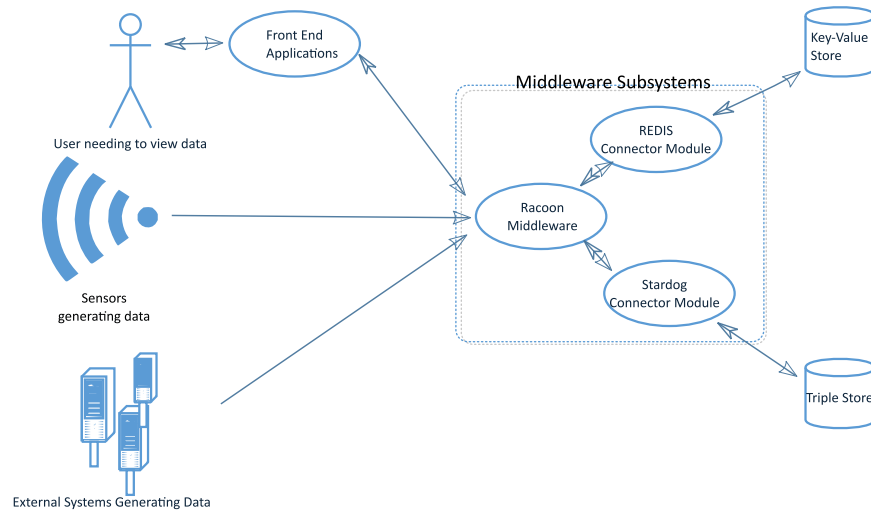 Front End
Applications
Key-Value
Store
Middleware Subsystems
REDIS
Connector Module
User needing to view data
Racoon
Middleware
Stardog
Connector Module
Sensors
generating data
Triple Store
External Systems Generating Data